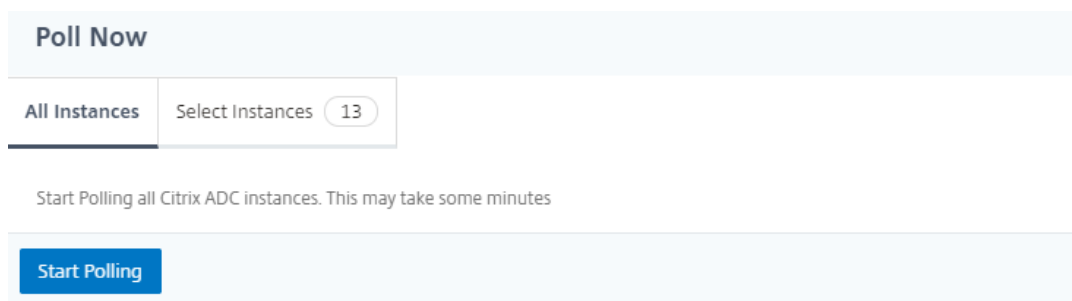 Poll Now
All Instances Select Instances 13
Start Polling all Citrix ADC instances. This may take some minutes
Start Polling